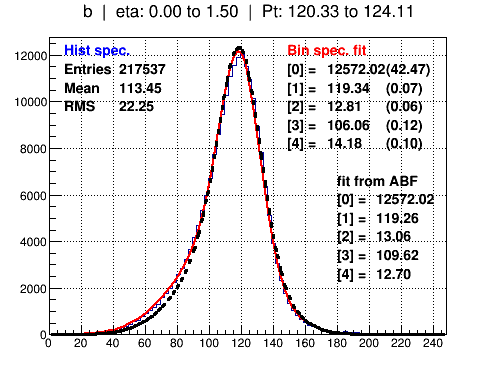 b | eta: 0.00 to 1.50 | Pt: 120.33 to 124.11
Hist spec.
Entries 217537
Mean 113.45
RMS 22.25
Bin spec. fit
[0] = 12572.02(42.47)
[1] = 119.34 (0.07)
[2] = 12.81 (0.06)
[3] = 106.06 (0.12)
[4] = 14.18 (0.10)
fit from ABF
[0] = 12572.02
[1] = 119.26
[2] = 13.06
[3] = 109.62
[4] = 12.70
12000
10000
8000
6000
4000
2000
0
0 20 40 60 80 100 120 140 160 180 200 220 240